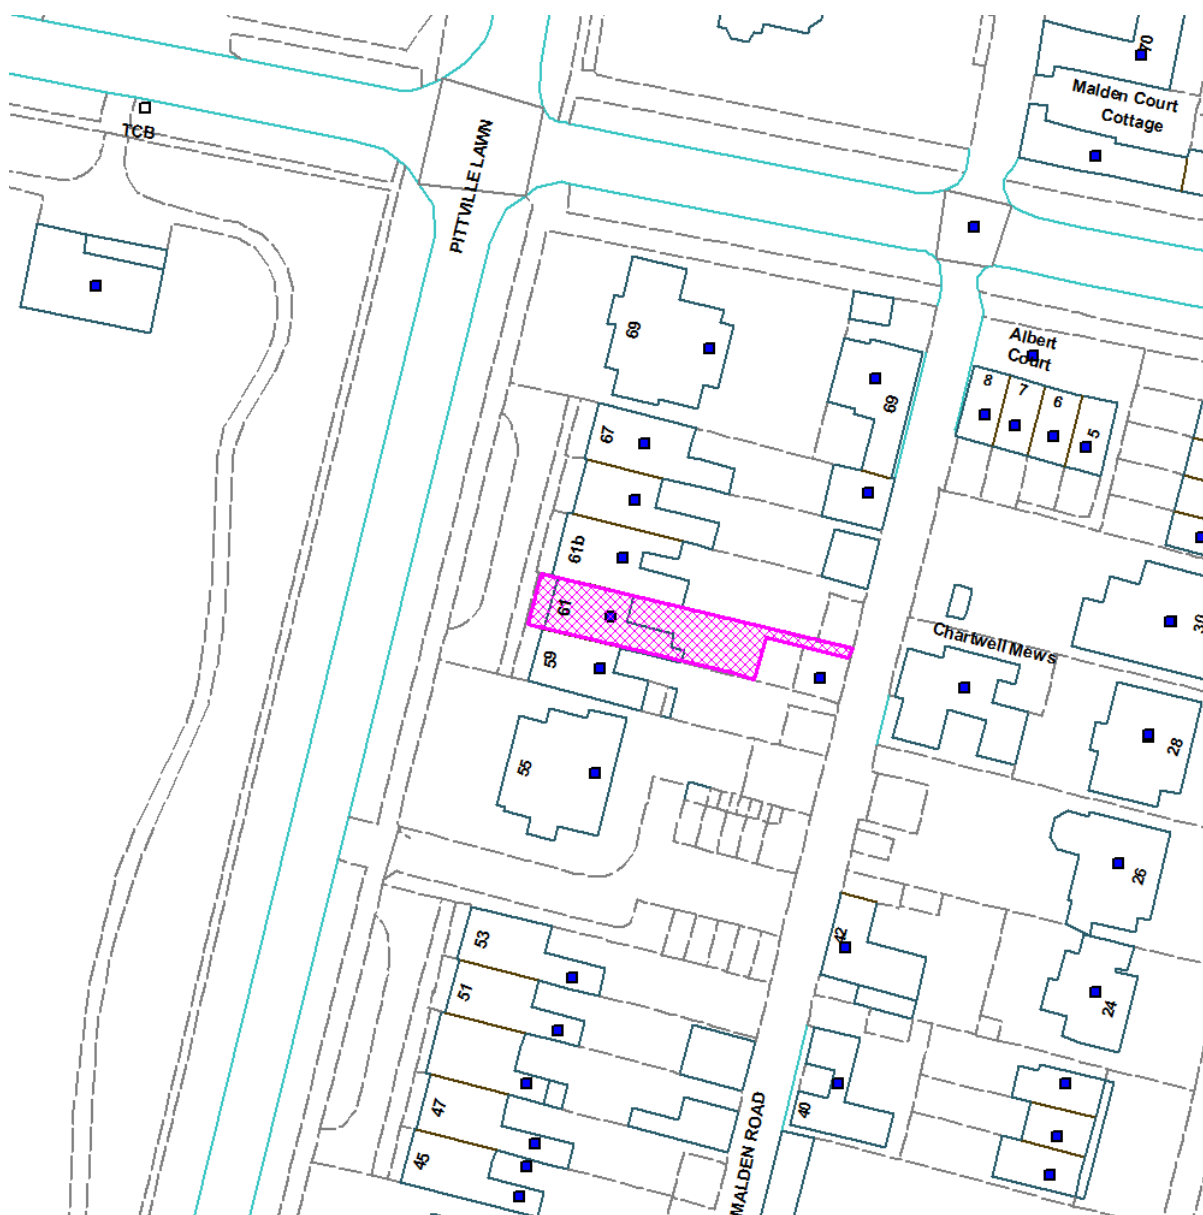 70
Malden Court
Cottage
TCB
PITTVILLE LAWN
69
Albert
Court
8
7
6
5
69
67
61b
61
59
30
Chartwell Mews
28
55
26
42
53
51
24
47
40
45
MALDEN ROAD